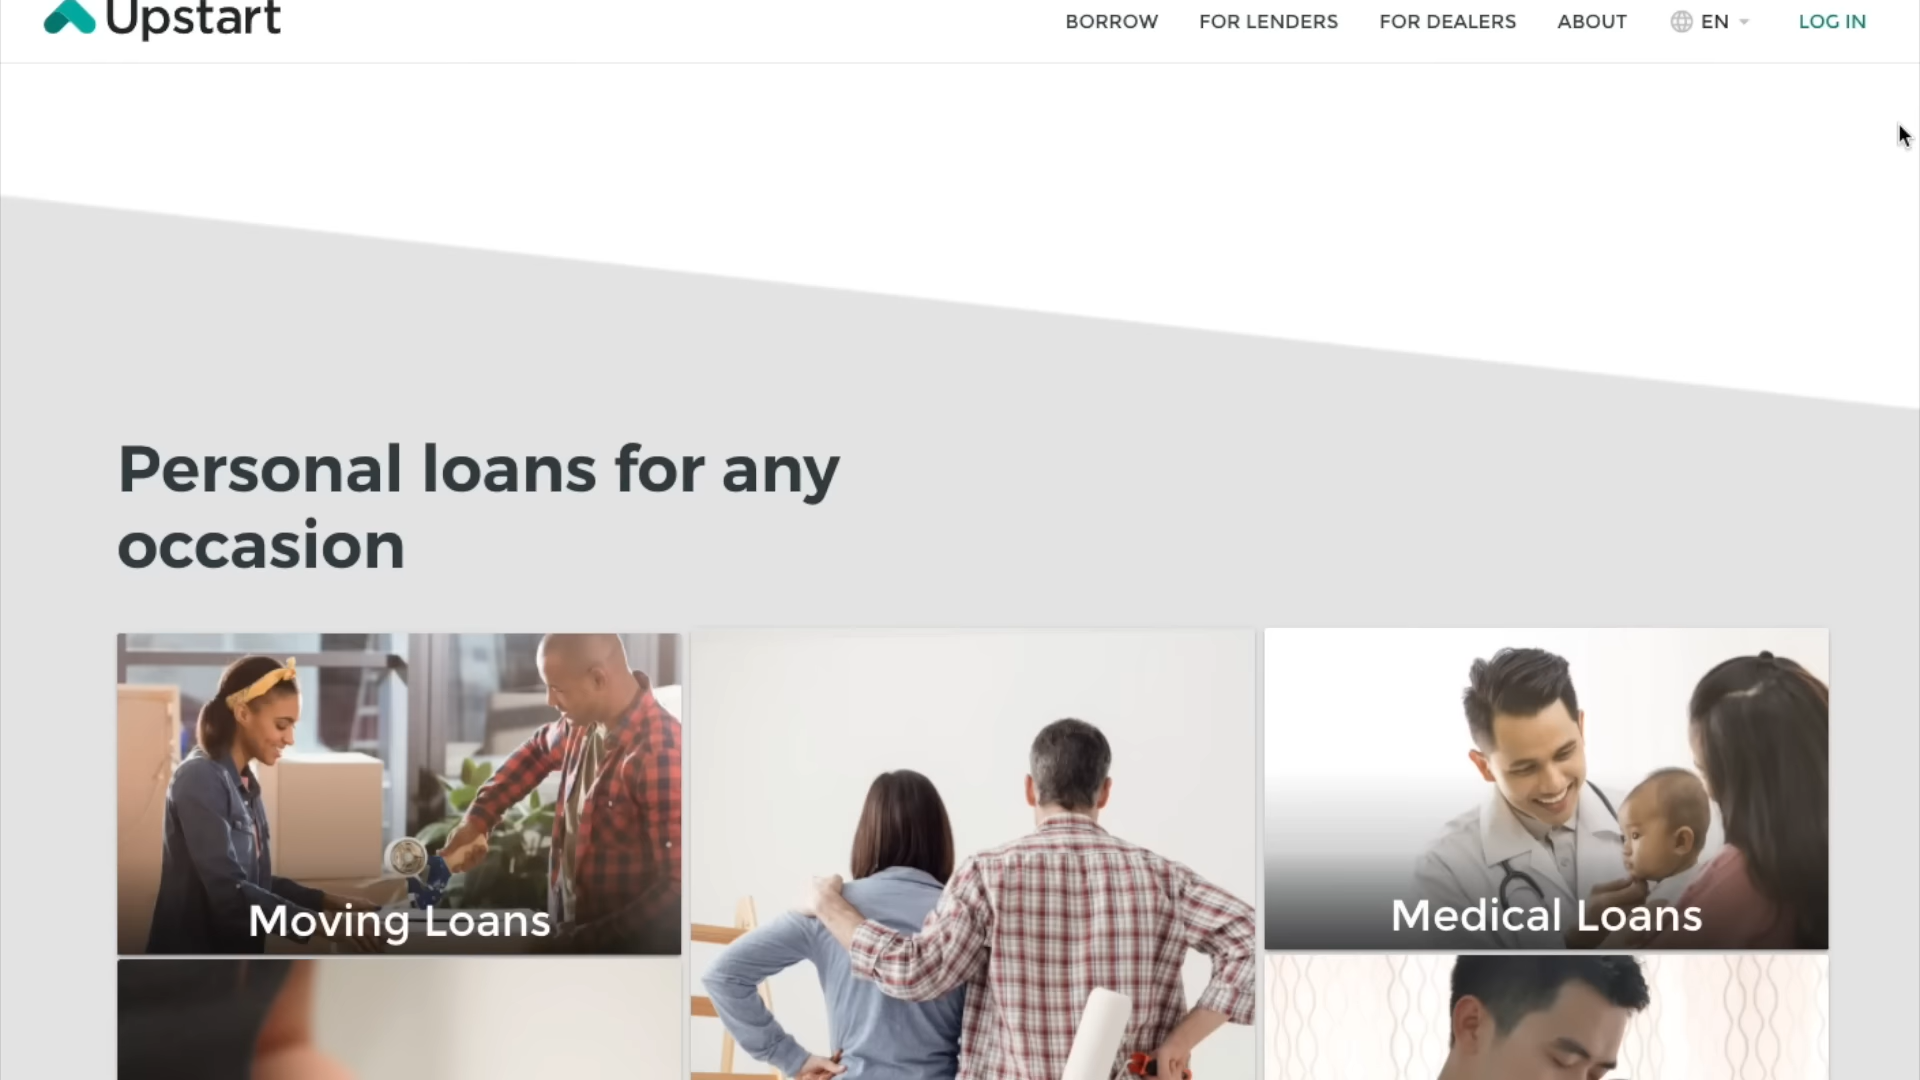 Upstart
BORROW
FOR LENDERS
FOR DEALERS
ABOUT
EN
LOG IN
Personal loans for any
occasion
Moving Loans
Medical Loans